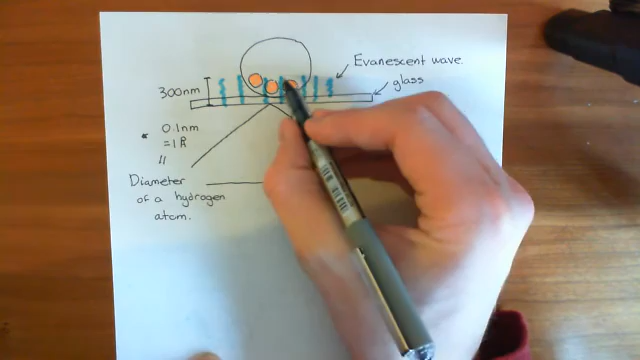 Evanescent wave.
glass
300nm
0.1nm
=1 Å
"
Diameter
of a hydrogen
atom.